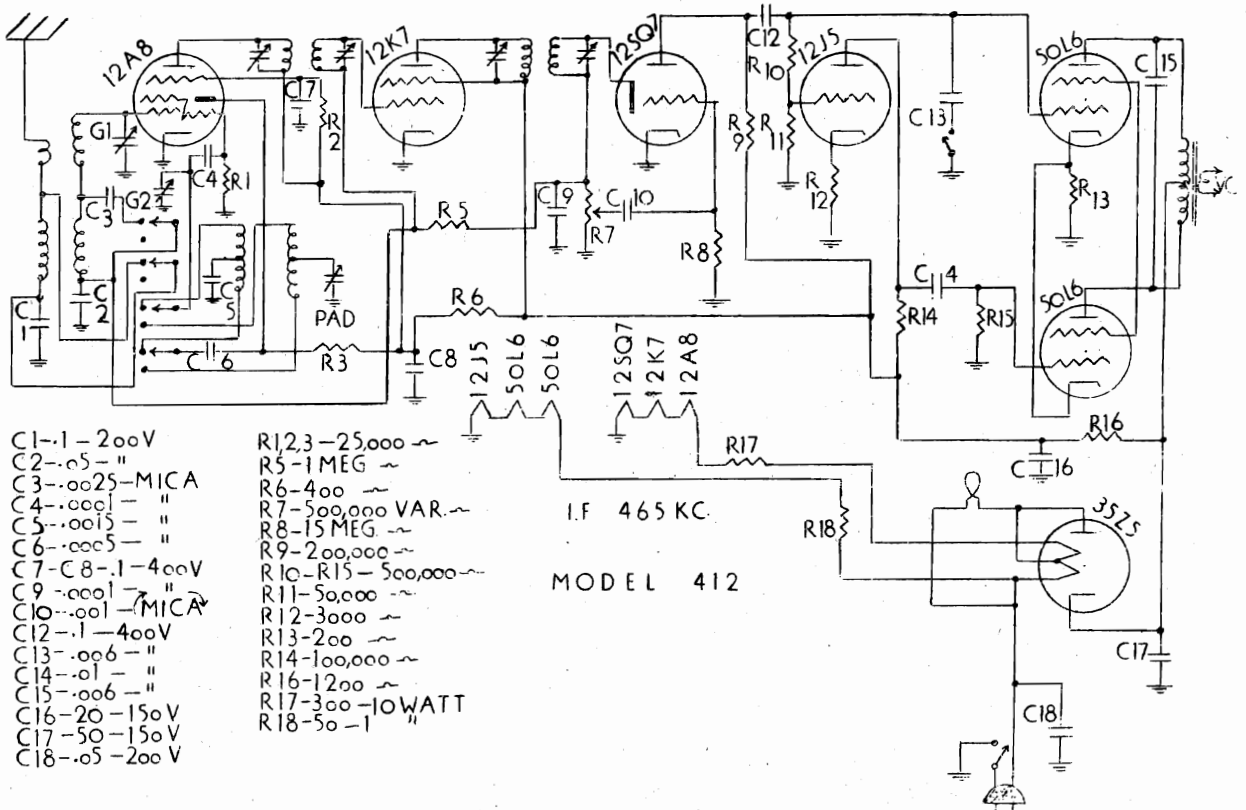 12A8
12K7
12SQ7
12J5
50L6
C12
C15
R10
C17
R2
G1
R9
R11
C13
C4
R1
G2
C3
R12
R13
C9
C10
R5
R7
R8
VC
50L6
C1
C2
C5
PAD
R6
C4
R14
R15
C6
R3
C8
12J5
50L6
50L6
12SQ7
12K7
12A8
R16
R17
C16
35Z5
I.F 465 KC.
R18
MODEL 412
C17
C18
C1-.1-200V
C2-.05-"
C3-.0025-MICA
C4-.0001-"
C5-.0015-"
C6-.0005-"
C7-C8-.1-400V
C9-.0001-"
C10-.001-(MICA
C12-.1-400V
C13-.006-"
C14-.01-"
C15-.006-"
C16-20-150V
C17-50-150V
C18-.05-200V
R1,2,3-25,000~
R5-1MEG~
R6-400~
R7-500,000 VAR.~
R8-15MEG.~
R9-200,000~
R10-R15-500,000~
R11-50,000~
R12-3000~
R13-200~
R14-100,000~
R16-1200~
R17-300-10WATT
R18-50-1"